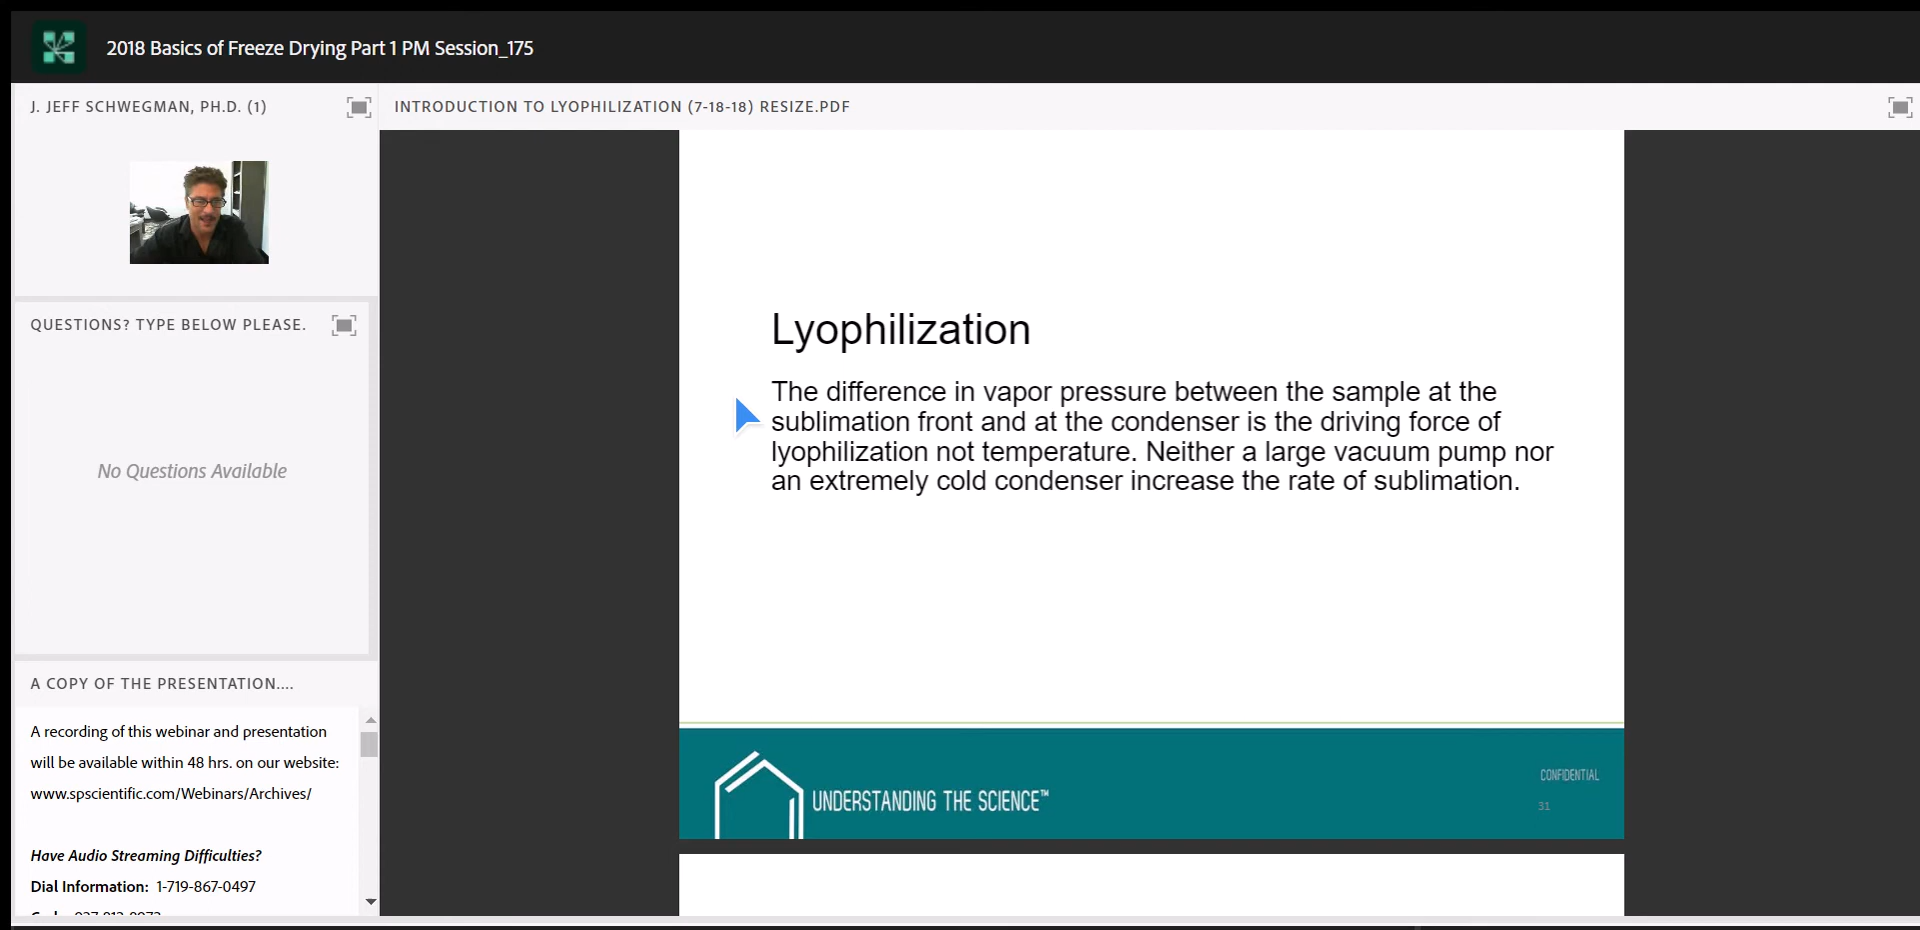 2018 Basics of Freeze Drying Part 1 PM Session_175
J. JEFF SCHWEGMAN, PH.D. (1)
INTRODUCTION TO LYOPHILIZATION (7-18-18) RESIZE.PDF
QUESTIONS? TYPE BELOW PLEASE.
No Questions Available
A COPY OF THE PRESENTATION....
A recording of this webinar and presentation
will be available within 48 hrs. on our website:
www.spscientific.com/Webinars/Archives/
Have Audio Streaming Difficulties?
Dial Information: 1-719-867-0497
Lyophilization
The difference in vapor pressure between the sample at the
sublimation front and at the condenser is the driving force of
lyophilization not temperature. Neither a large vacuum pump nor
an extremely cold condenser increase the rate of sublimation.
UNDERSTANDING THE SCIENCE™
CONFIDENTIAL
31